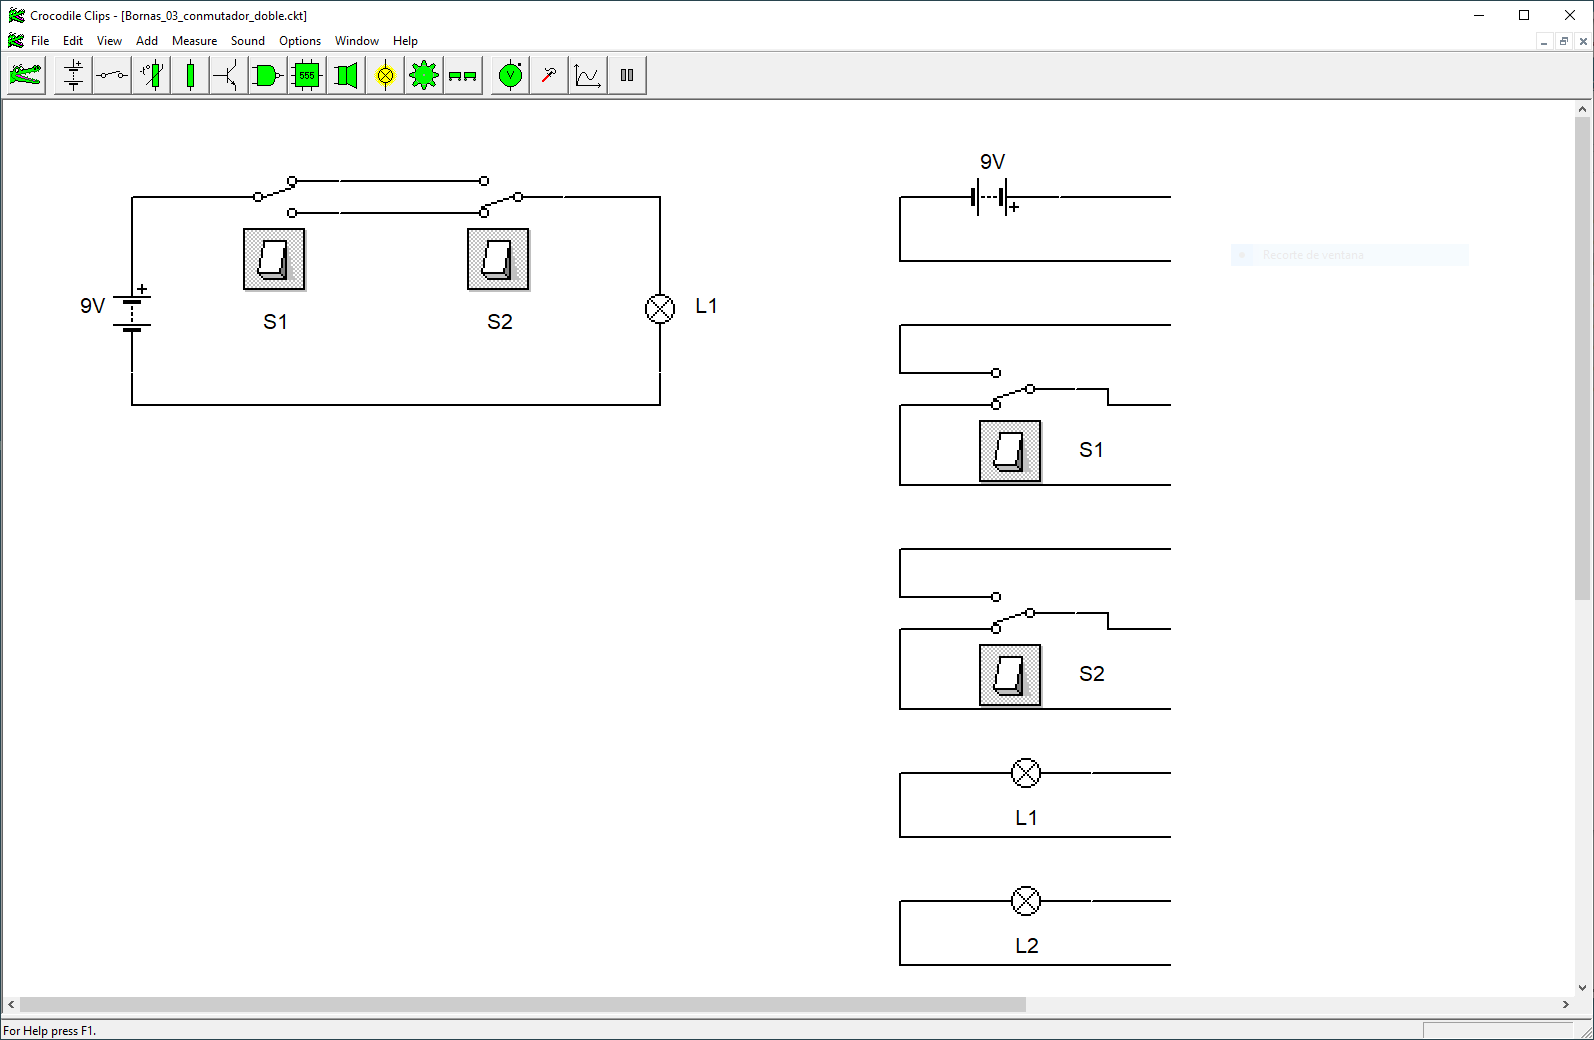 Crocodile Clips - [Bornas_03_conmutador_doble.ckt]
File Edit View Add Measure Sound Options Window Help
555
V
9V
Recorte de ventana
9V
S1
S2
L1
S1
S2
L1
L2
For Help press F1.